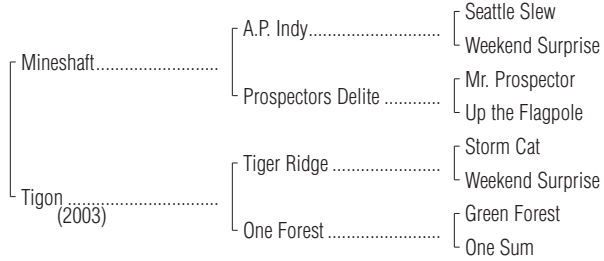 Seattle Slew
A.P. Indy............................
Weekend Surprise
Mineshaft..........................
Mr. Prospector
Prospectors Delite ............
Up the Flagpole
Storm Cat
Tiger Ridge .......................
Weekend Surprise
Tigon ................................
(2003)
Green Forest
One Forest ........................
One Sum